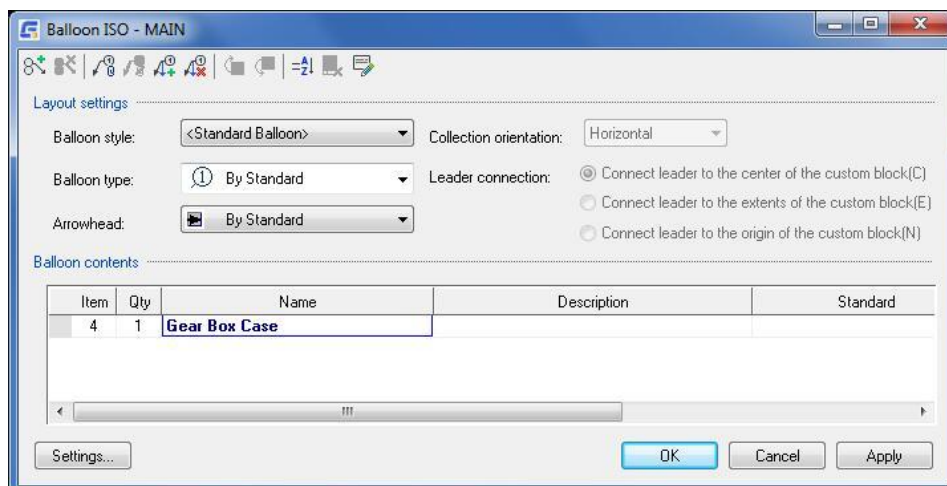 Balloon ISO - MAIN
Layout settings
Balloon style: <Standard Balloon> Collection orientation: Horizontal
Balloon type: 1 By Standard Leader connection: Connect leader to the center of the custom block(C)
Connect leader to the extents of the custom block(E)
Arrowhead: By Standard
Connect leader to the origin of the custom block(N)
Balloon contents
Item Qty Name Description Standard
4 1 Gear Box Case
Settings... OK Cancel Apply